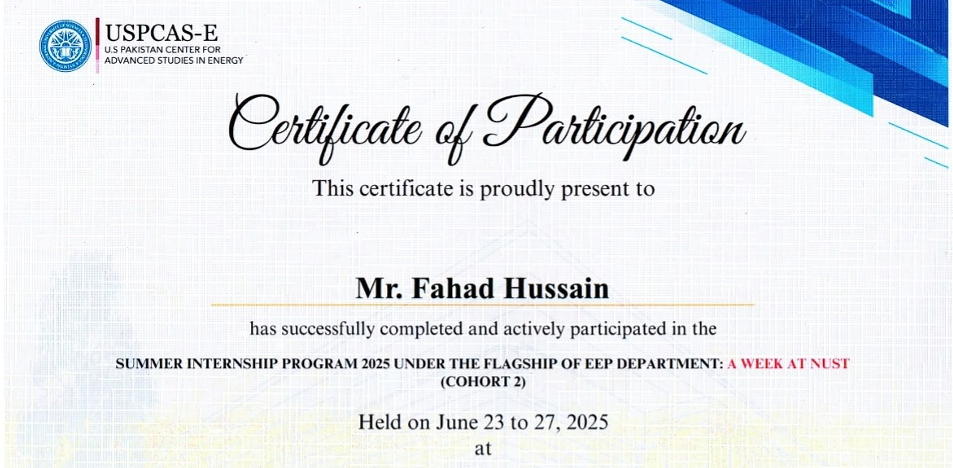 USPCAS-E
U.S PAKISTAN CENTER FOR
ADVANCED STUDIES IN ENERGY
Certificate of Participation
This certificate is proudly present to
Mr. Fahad Hussain
has successfully completed and actively participated in the
SUMMER INTERNSHIP PROGRAM 2025 UNDER THE FLAGSHIP OF EEP DEPARTMENT: A WEEK AT NUST
(COHORT 2)
Held on June 23 to 27, 2025
at